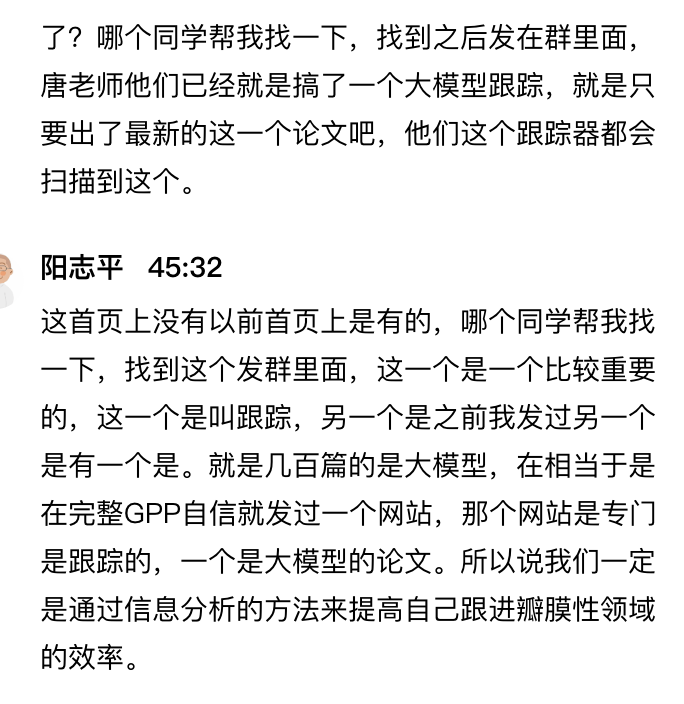 了？哪个同学帮我找一下，找到之后发在群里面，
唐老师他们已经就是搞了一个大模型跟踪，就是只
要出了最新的这一个论文吧，他们这个跟踪器都会
扫描到这个。
阳志平 45:32
这首页上没有以前首页上是有的，哪个同学帮我找
一下，找到这个发群里面，这一个是一个比较重要
的，这一个是叫跟踪，另一个是之前我发过另一个
是有一个是。就是几百篇的是大模型，在相当于是
在完整GPP自信就发过一个网站，那个网站是专门
是跟踪的，一个是大模型的论文。所以说我们一定
是通过信息分析的方法来提高自己跟进瓣膜性领域
的效率。